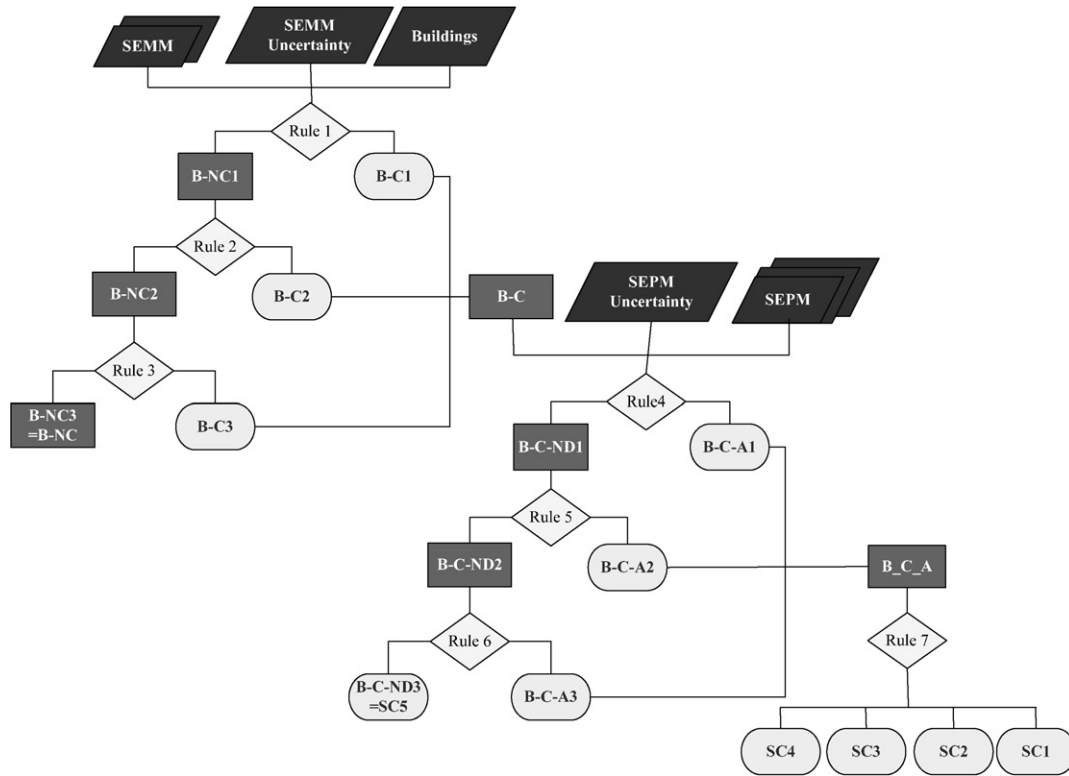 SEMM
SEMM
Uncertainty
Buildings
Rule 1
B-NC1
B-C1
Rule 2
B-NC2
B-C2
B-C
SEPM
Uncertainty
SEPM
Rule 3
B-NC3
=B-NC
B-C3
Rule4
B-C-ND1
B-C-A1
Rule 5
B-C-ND2
B-C-A2
B_C_A
Rule 6
Rule 7
B-C-ND3
=SC5
B-C-A3
SC4
SC3
SC2
SC1